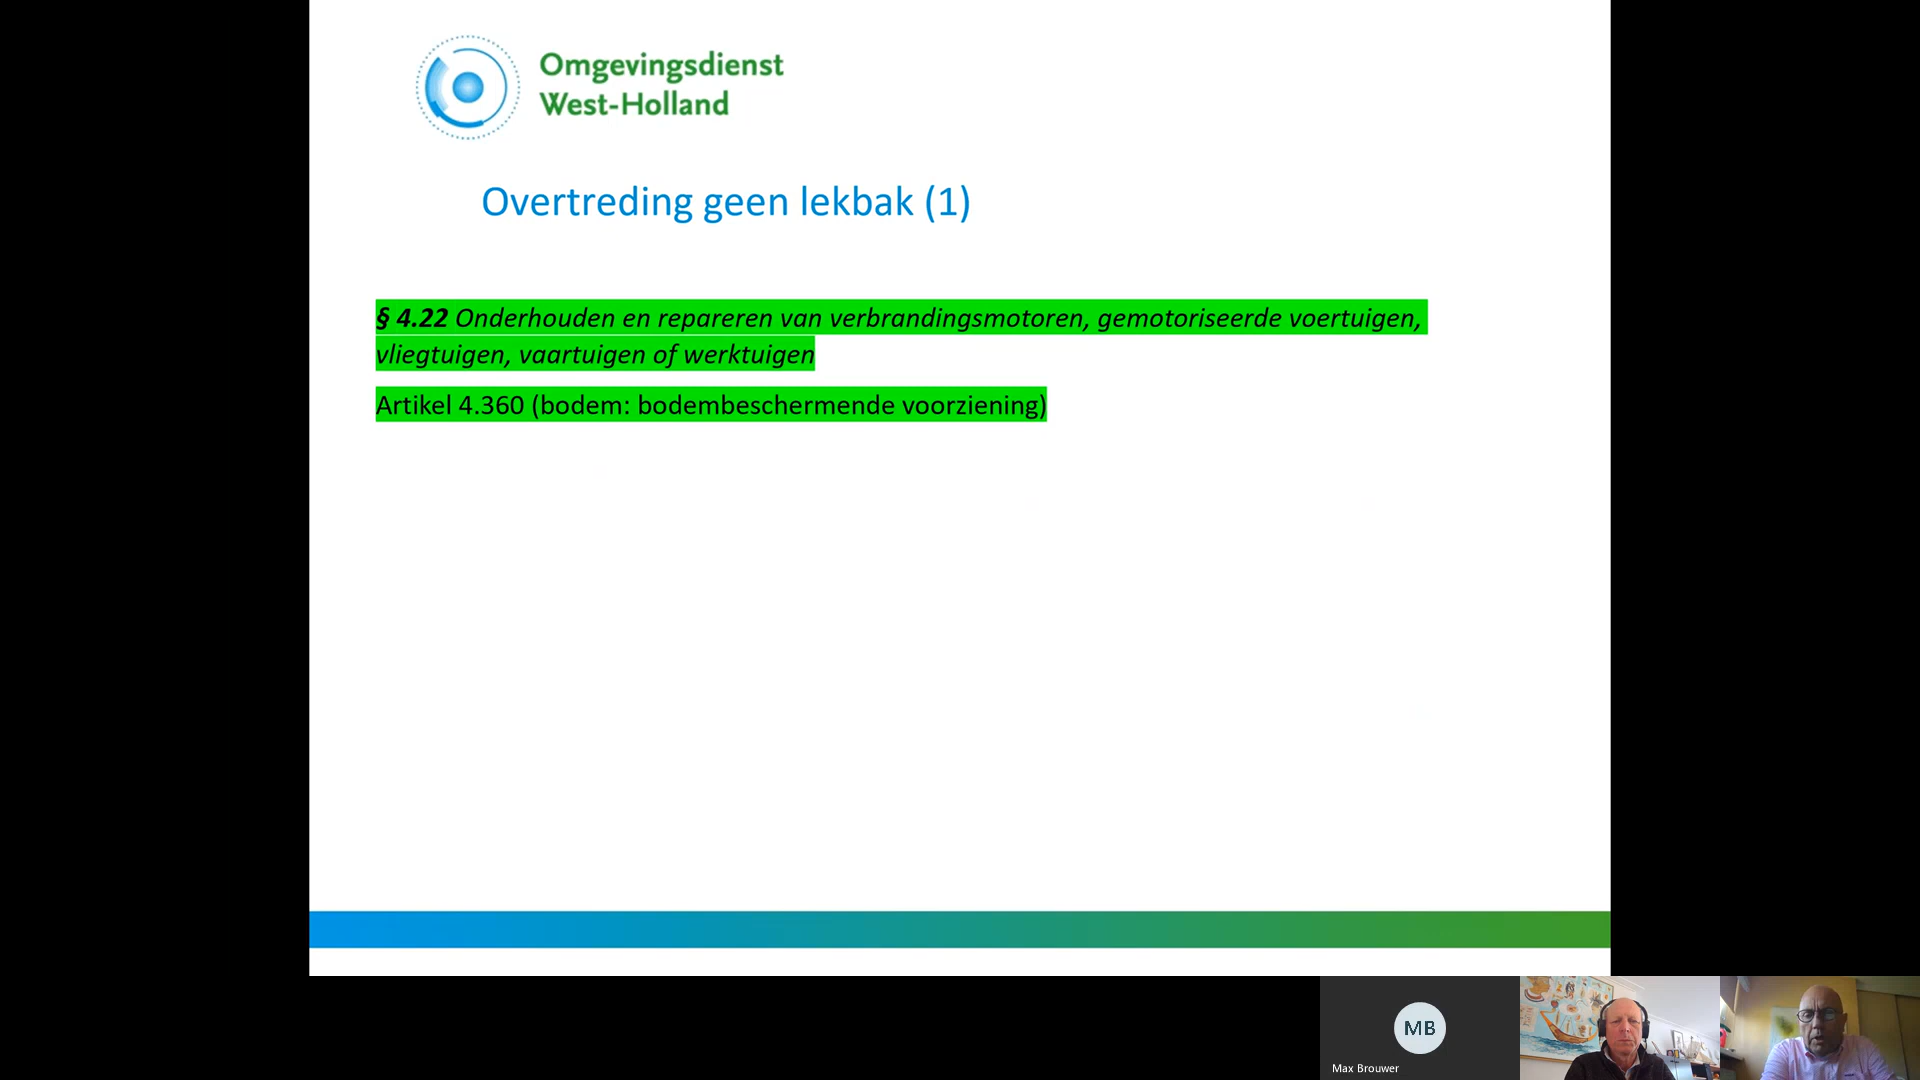 Omgevingsdienst
West-Holland
Overtreding geen lekbak (1)
§ 4.22 Onderhouden en repareren van verbrandingsmotoren, gemotoriseerde voertuigen,
vliegtuigen, vaartuigen of werktuigen
Artikel 4.360 (bodem: bodembeschermende voorziening)
MB
Max Brouwer